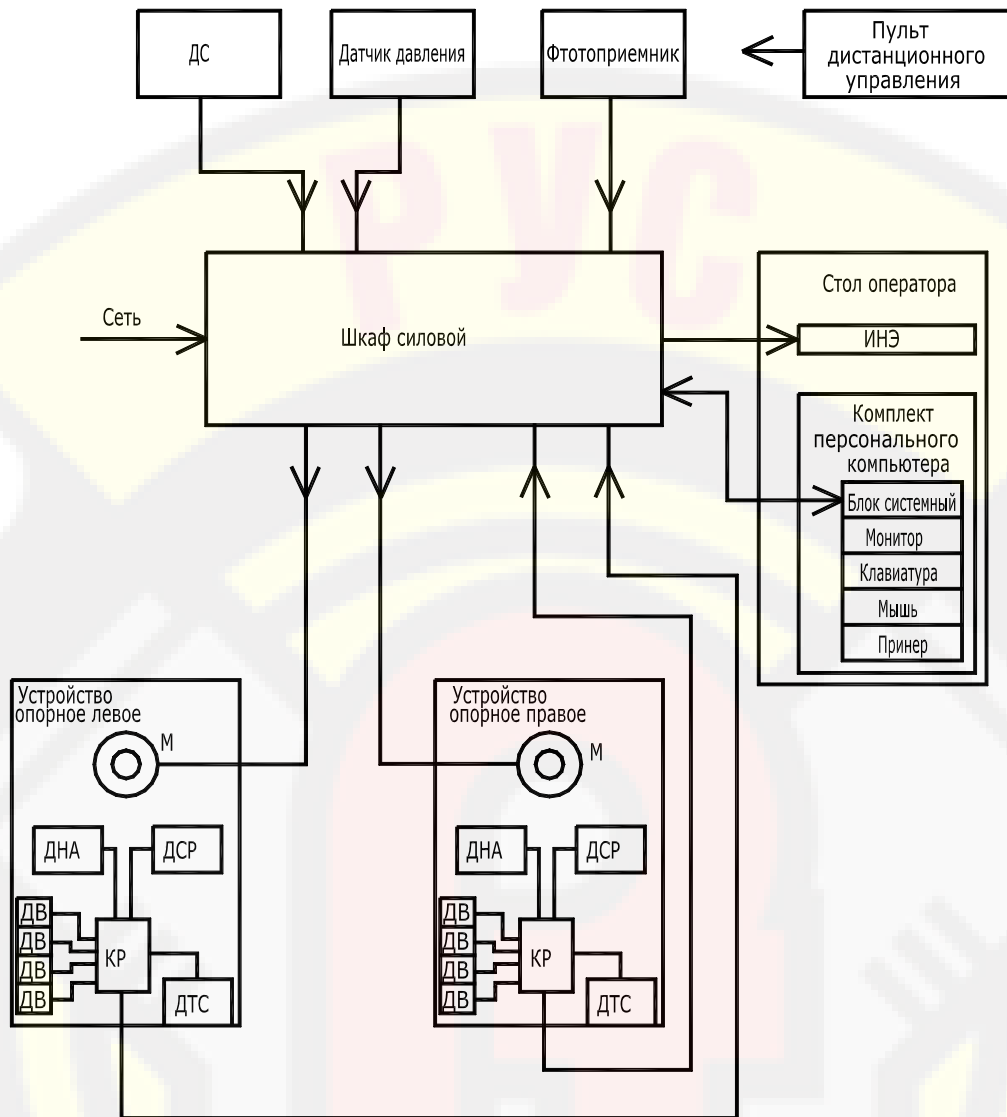 ДС
Датчик давления
Фтотоприемник
Пульт
дистанционного
управления
РУС
Сеть
Шкаф силовой
Стол оператора
ИНЭ
Комплект
персонального
компьютера
Блок системный
Монитор
Клавиатура
Мышь
Принер
Устройство
опорное левое
М
ДНА
ДСР
ДВ
ДВ
ДВ
ДВ
КР
ДТС
Устройство
опорное правое
М
ДНА
ДСР
ДВ
ДВ
ДВ
ДВ
КР
ДТС